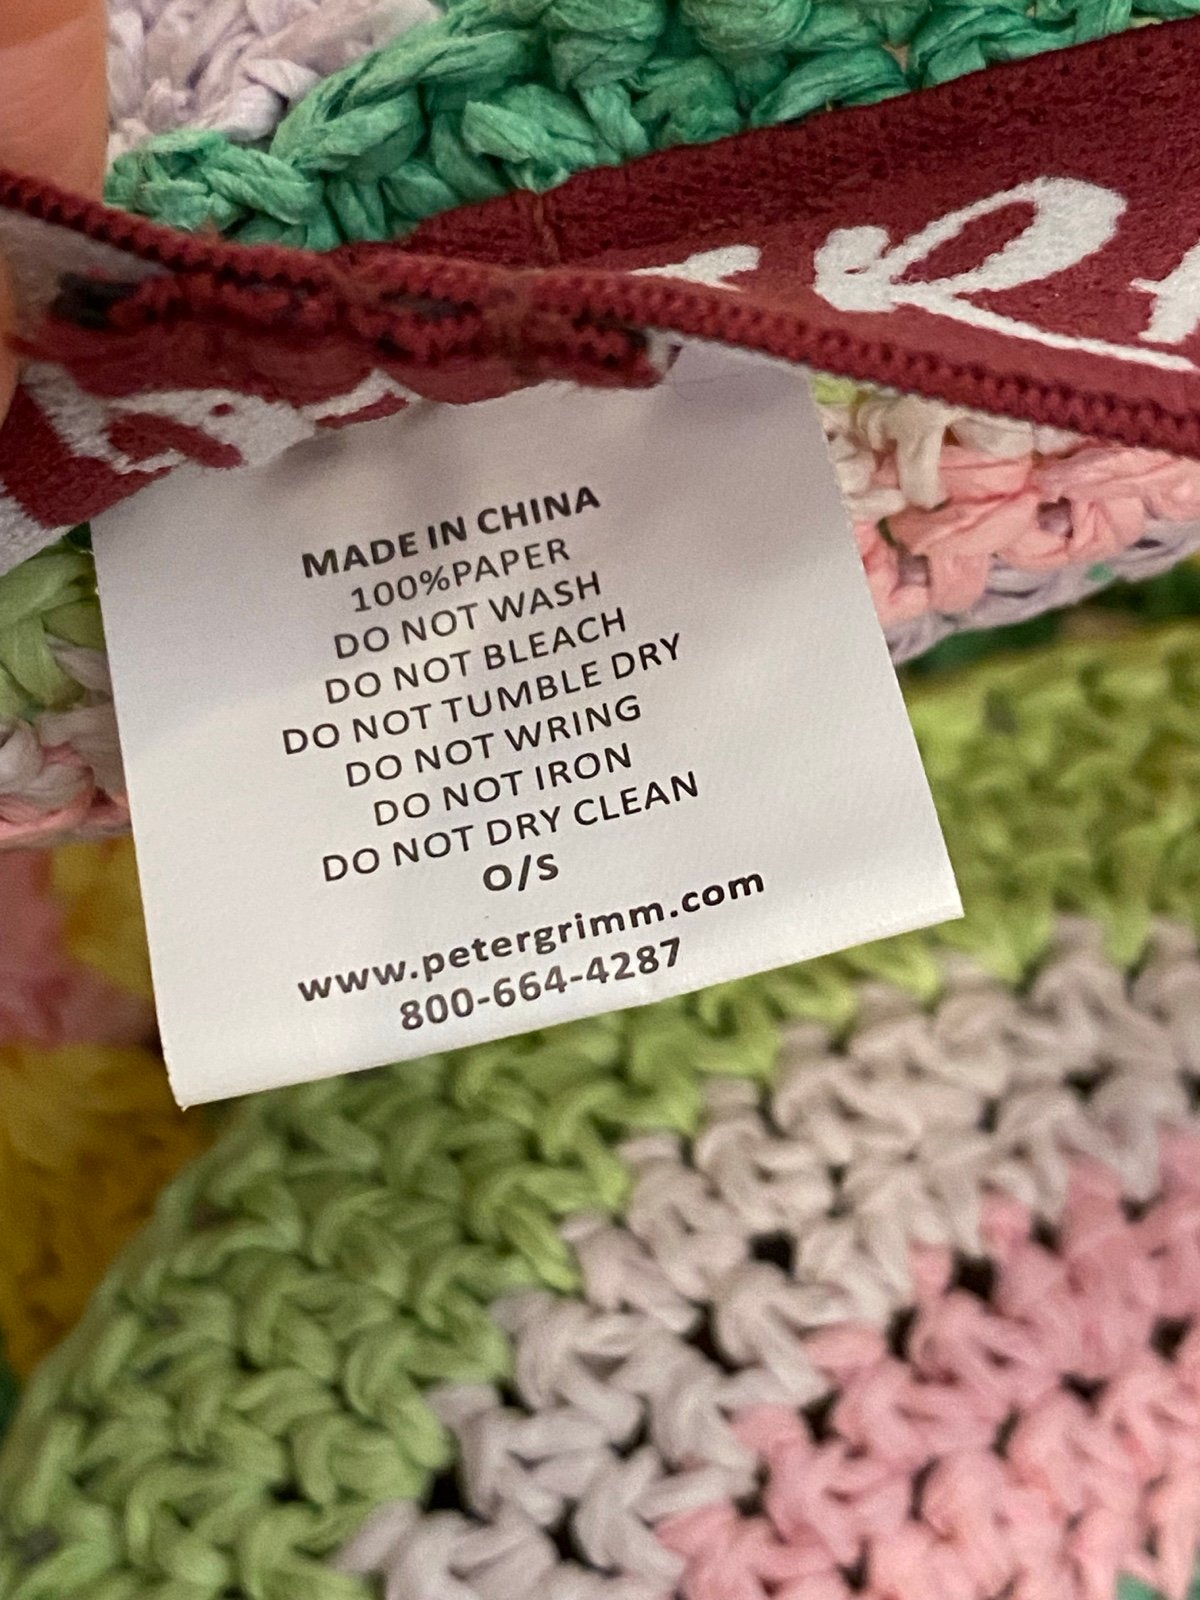 MADE IN CHINA
100%PAPER
DO NOT WASH
DO NOT BLEACH
DO NOT TUMBLE DRY
DO NOT WRING
DO NOT IRON
DO NOT DRY CLEAN
O/S
www.petergrimm.com
800-664-4287